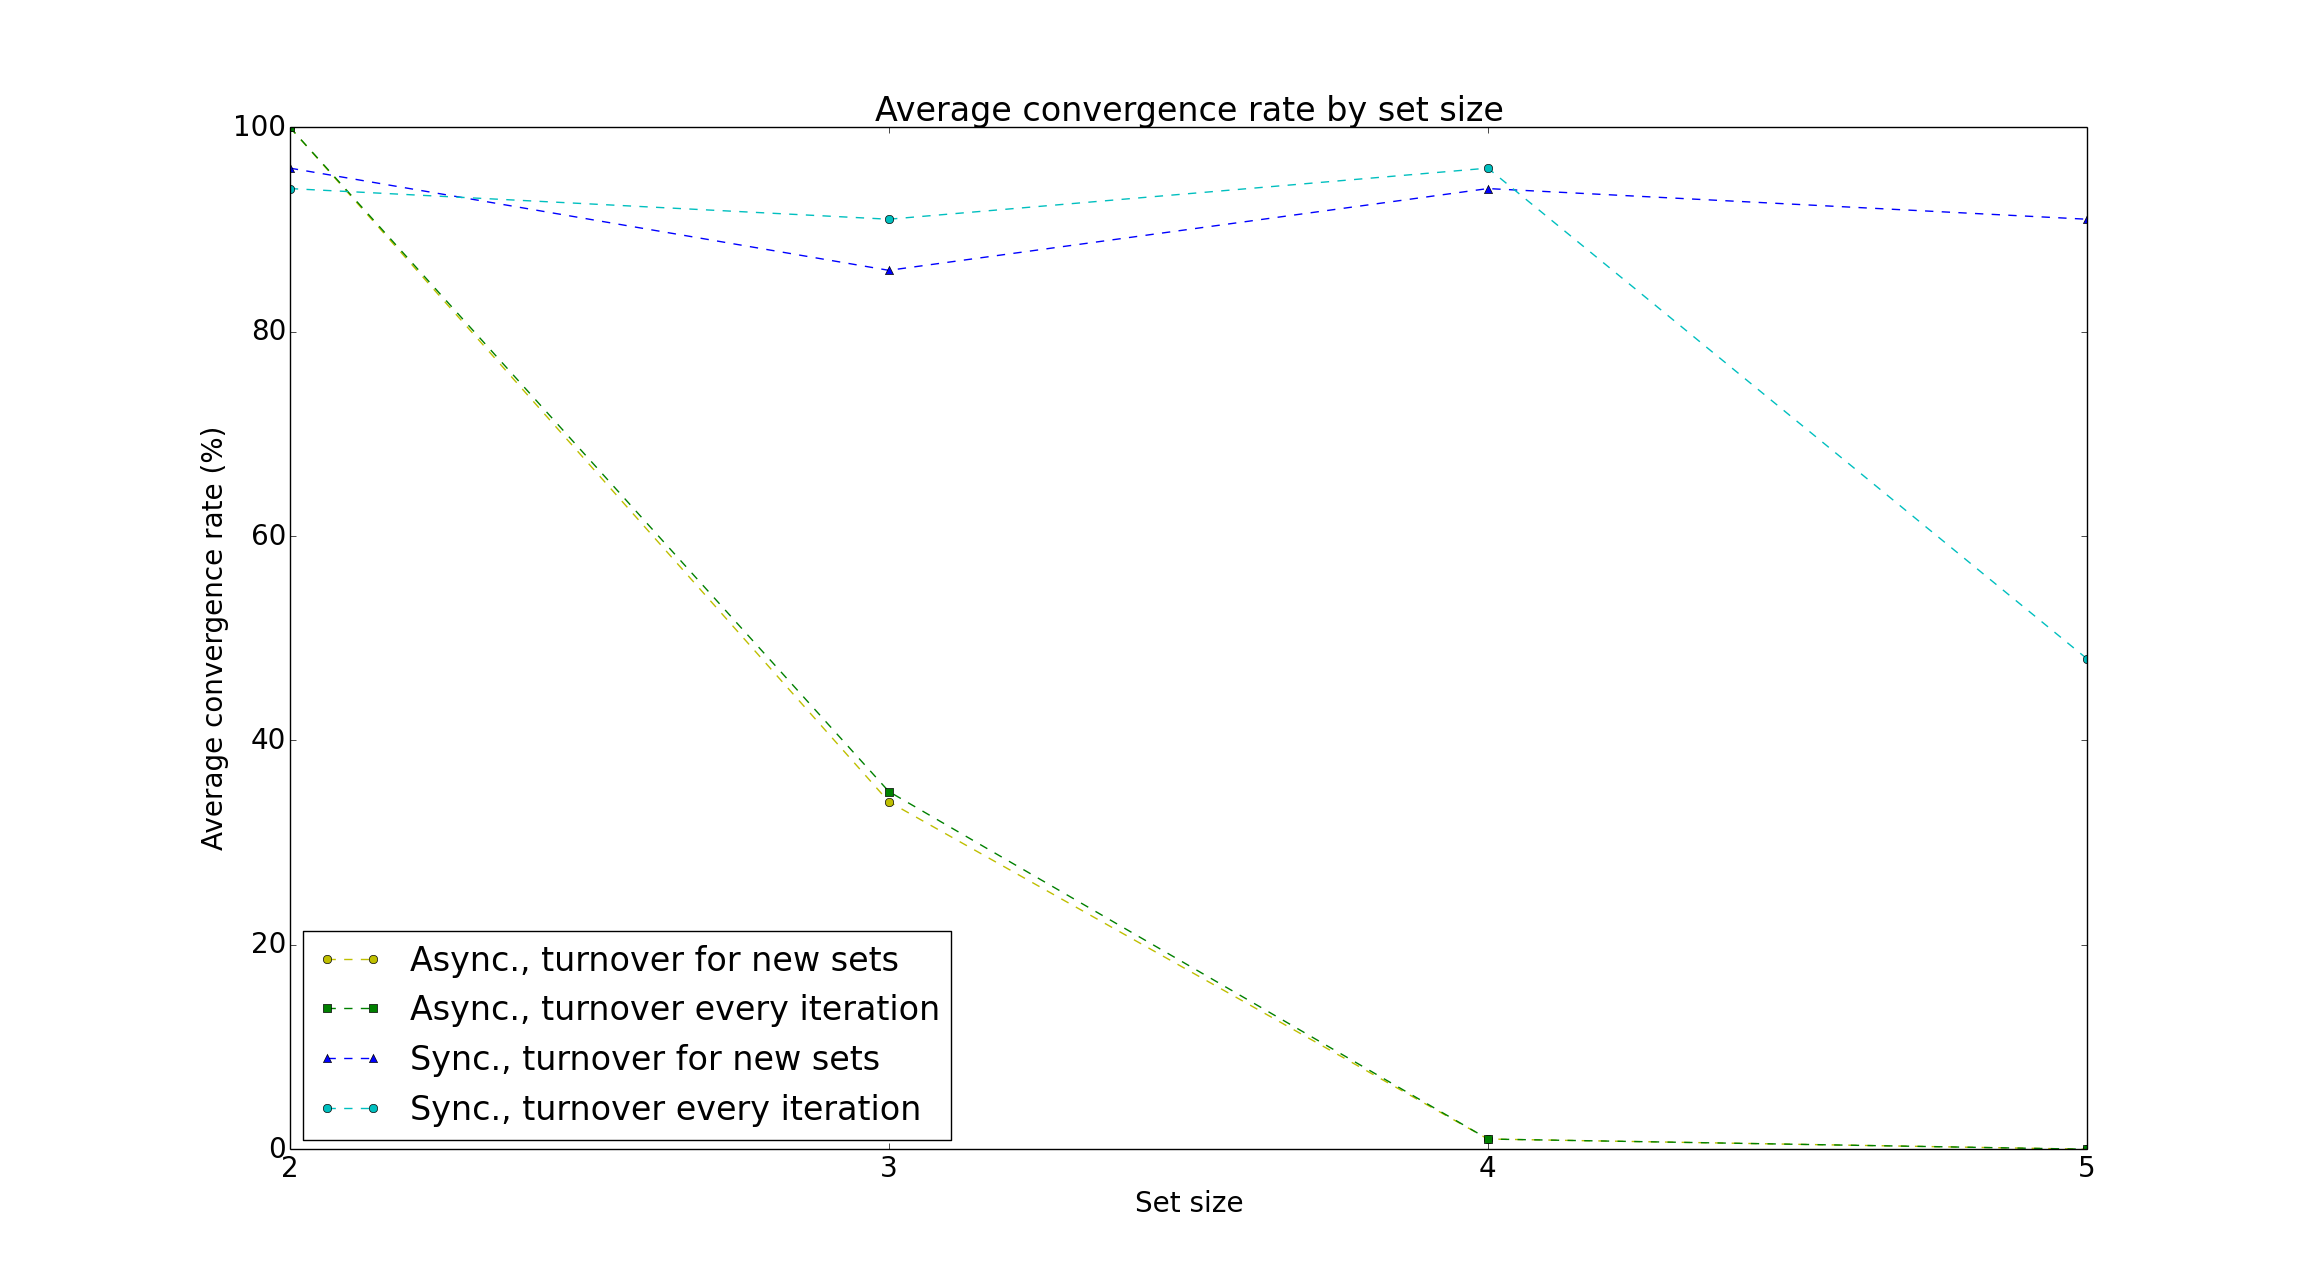 Average convergence rate by set size
100
80
60
40
20
0
Average convergence rate (%)
Async., turnover for new sets
Async., turnover every iteration
Sync., turnover for new sets
Sync., turnover every iteration
2
3
4
5
Set size